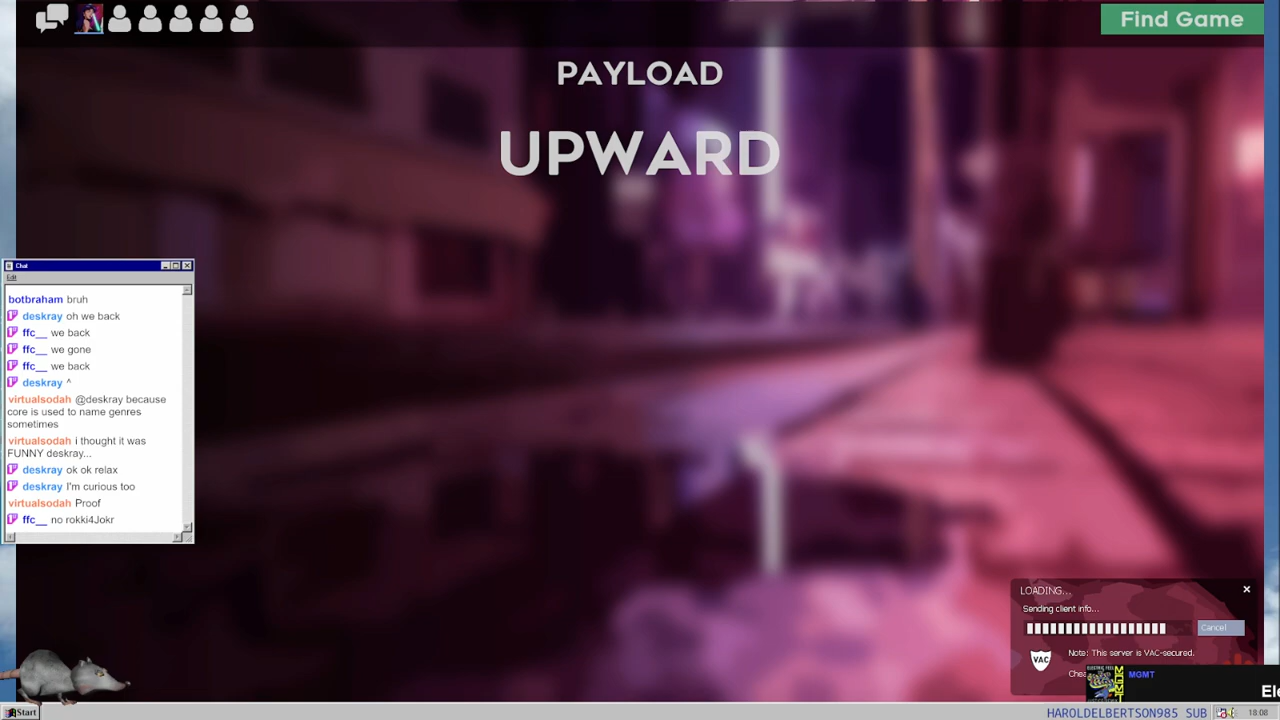 Find Game
PAYLOAD
UPWARD
Chat
Edit
botbraham bruh
deskray oh we back
ffc__ we back
ffc__ we gone
ffc__ we back
deskray ^
virtualsodah @deskray because
core is used to name genres
sometimes
virtualsodah i thought it was
FUNNY deskray...
deskray ok ok relax
deskray I'm curious too
virtualsodah Proof
ffc__ no rokki4Jokr
LOADING...
Sending client info...
Cancel
VAC
Note: This server is VAC-secured.
MGMT
Start
HAROLDELBERTSON985 SUB
18:08